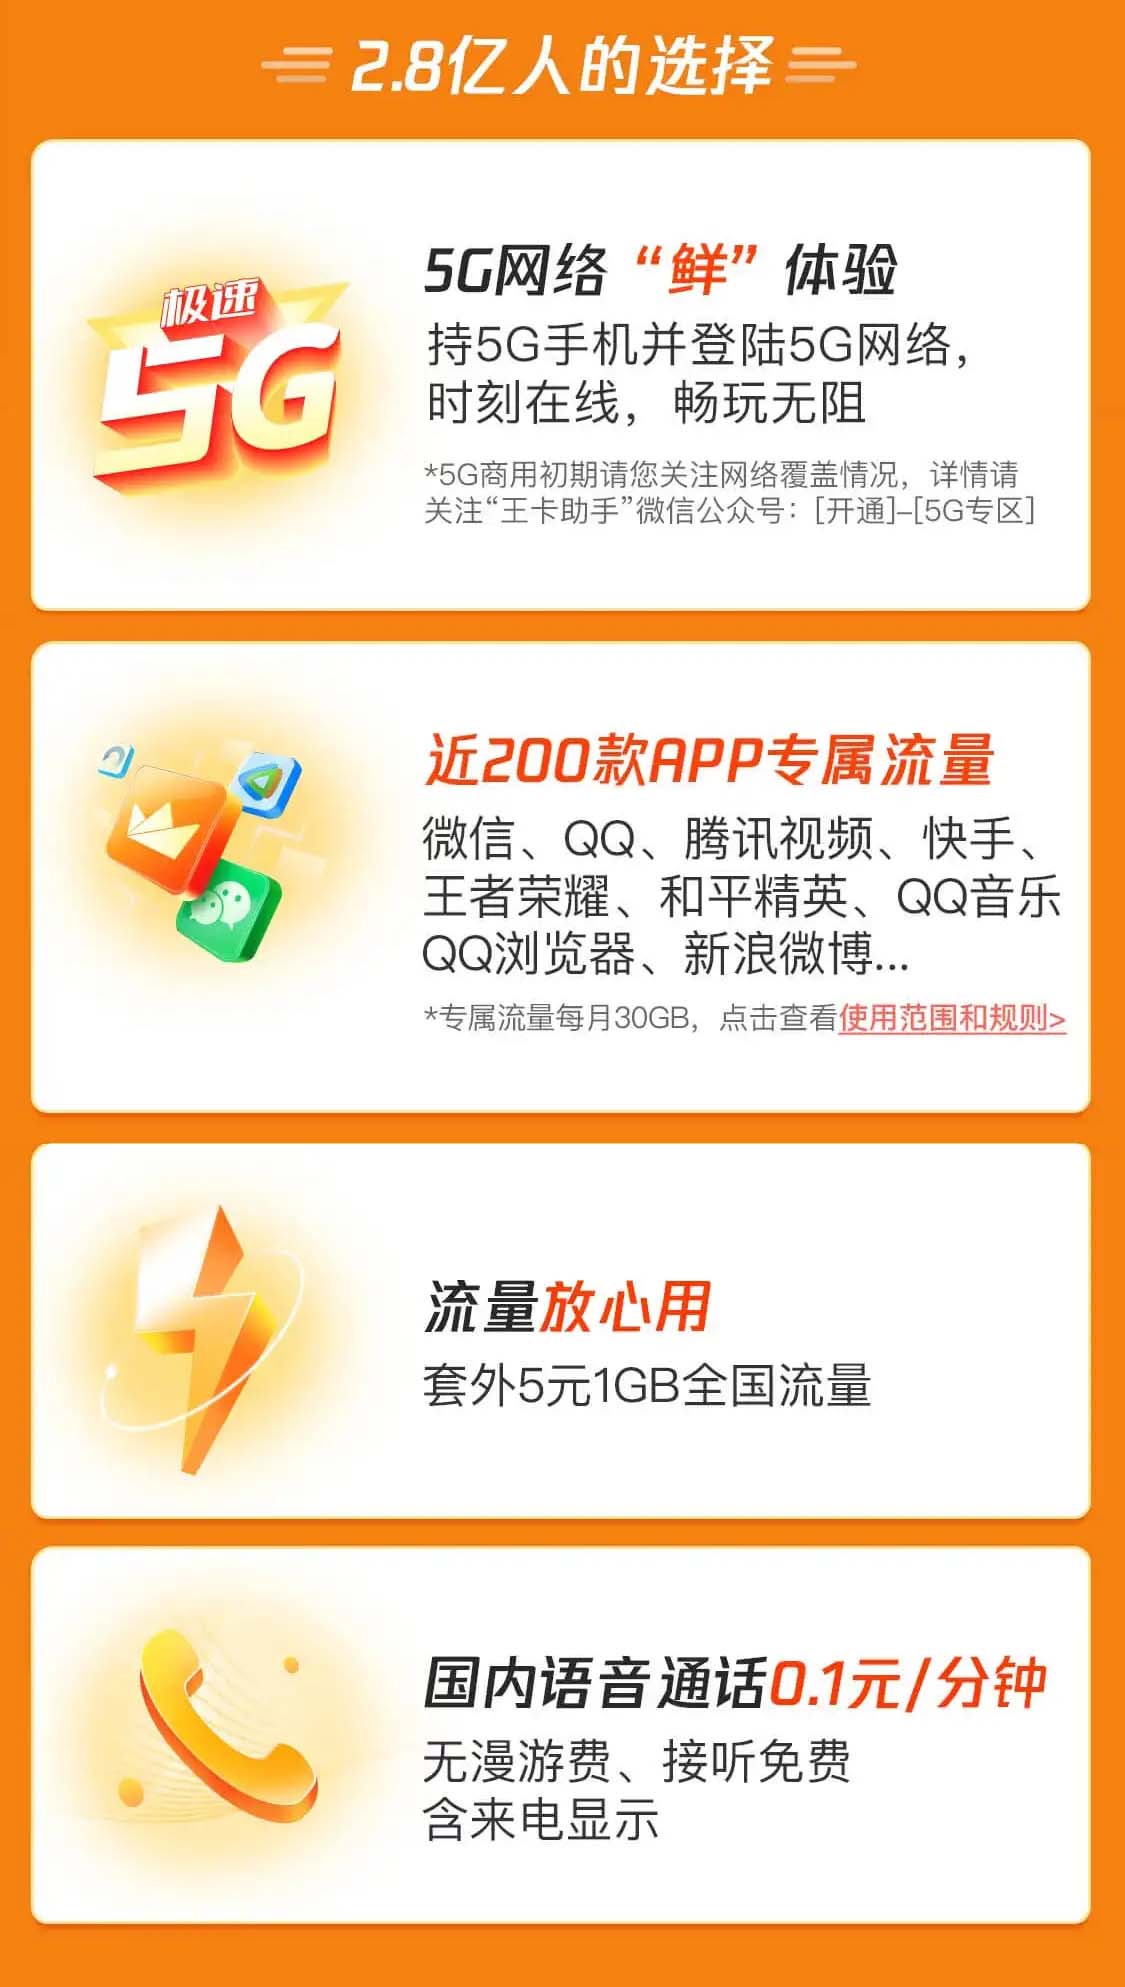 2.8亿人的选择
极速
5G
5G网络“鲜”体验
持5G手机并登陆5G网络，
时刻在线，畅玩无阻
*5G商用初期请您关注网络覆盖情况，详情请
关注“王卡助手”微信公众号：[开通]-[5G专区]
近200款APP专属流量
微信、QQ、腾讯视频、快手、
王者荣耀、和平精英、QQ音乐
QQ浏览器、新浪微博...
*专属流量每月30GB，点击查看使用范围和规则>
流量放心用
套外5元1GB全国流量
国内语音通话0.1元/分钟
无漫游费、接听免费
含来电显示